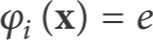 φᵢ (𝐱) = e